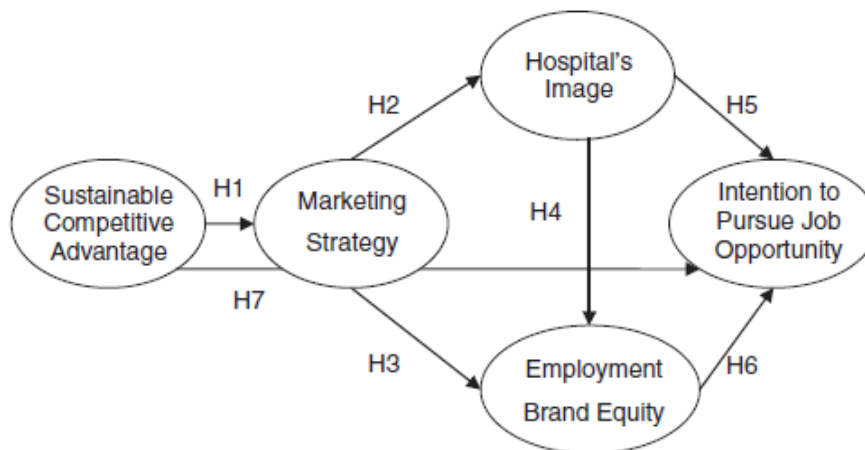 Hospital's
Image
H2
H5
Sustainable
Competitive
Advantage
H1
Marketing
Strategy
H4
Intention to
Pursue Job
Opportunity
H7
H3
Employment
Brand Equity
H6